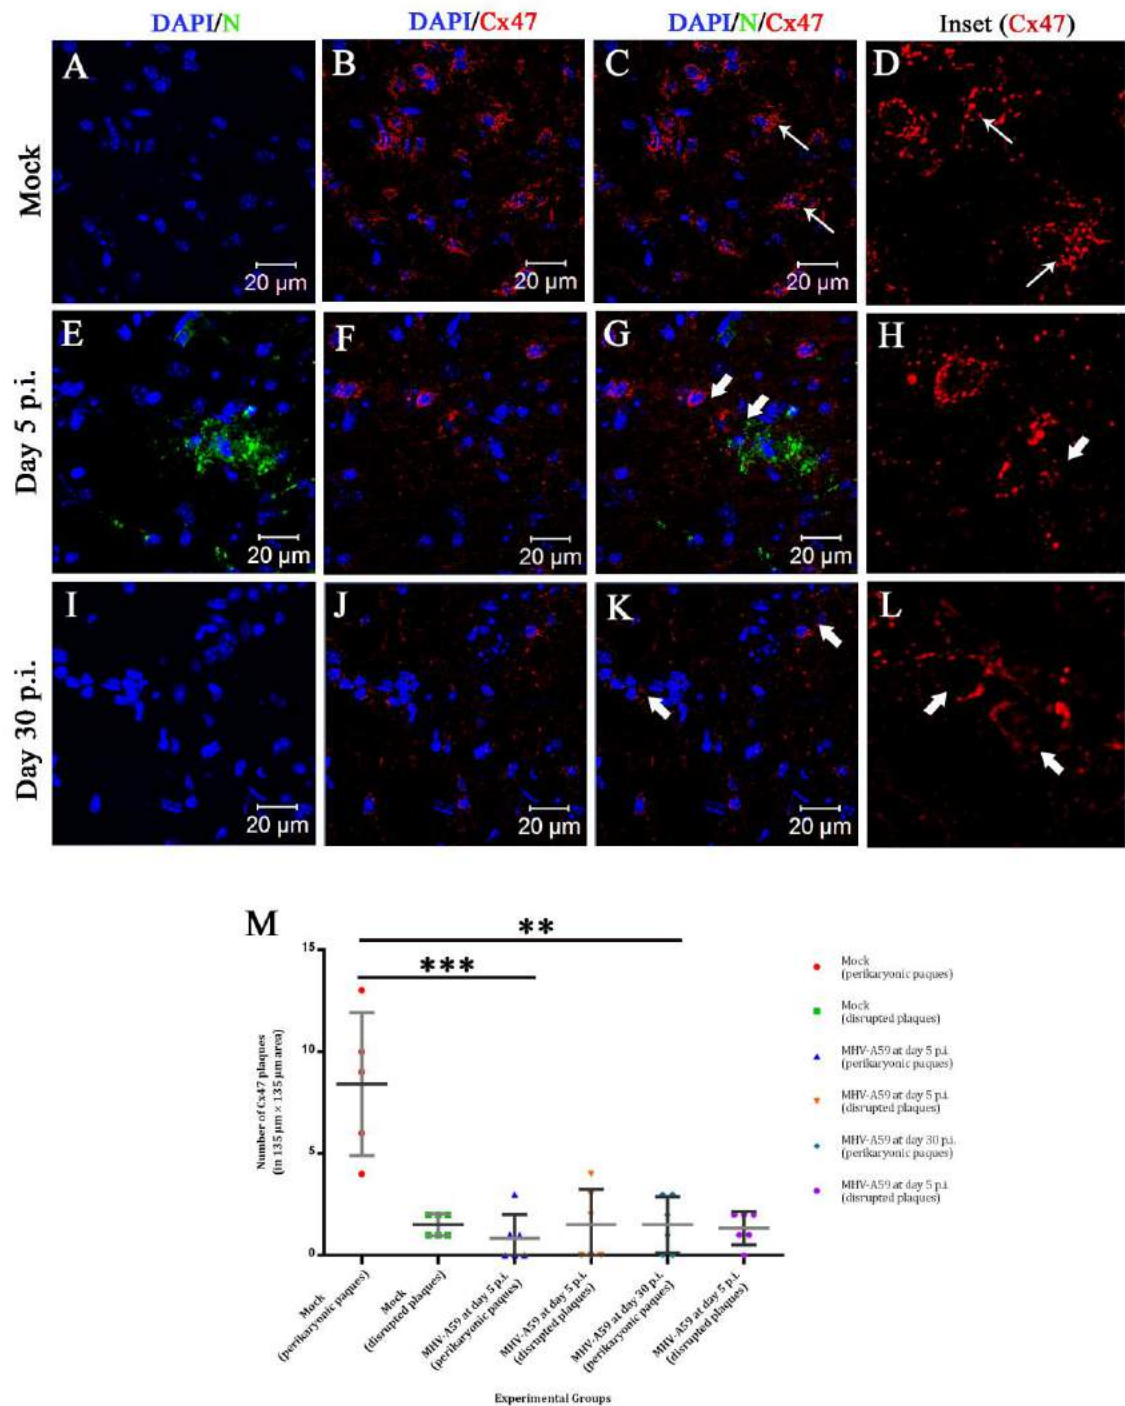 DAPI/N DAPI/Cx47 DAPI/N/Cx47 Inset (Cx47)
Mock
A B C D
20 µm 20 µm 20 µm
Day 5 p.i.
E F G H
20 µm 20 µm 20 µm
Day 30 p.i.
I J K L
20 µm 20 µm 20 µm
M
**
***
Number of Cx47 plaques
(in 135 µm × 135 µm area)
15
10
5
0
Mock
(perikaryonic paques)
Mock
(disrupted plaques)
MHV-A59 at day 5 p.i.
(perikaryonic paques)
MHV-A59 at day 5 p.i.
(disrupted plaques)
MHV-A59 at day 30 p.i.
(perikaryonic paques)
MHV-A59 at day 5 p.i.
(disrupted plaques)
Experimental Groups
Mock
(perikaryonic paques)
Mock
(disrupted plaques)
MHV-A59 at day 5 p.i.
(perikaryonic paques)
MHV-A59 at day 5 p.i.
(disrupted plaques)
MHV-A59 at day 30 p.i.
(perikaryonic paques)
MHV-A59 at day 5 p.i.
(disrupted plaques)